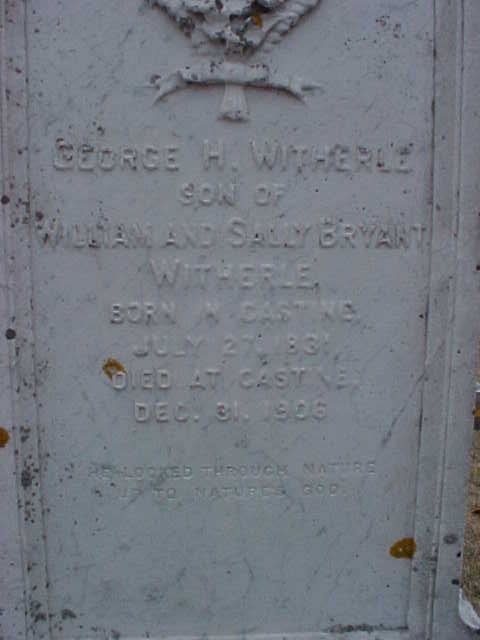 GEORGE H. WITHERLE
SON OF
WILLIAM AND SALLY BRYANT
WITHERLE,
BORN IN CASTINE,
JULY 27, 1831,
DIED AT CASTINE,
DEC. 31, 1906
HE LOOKED THROUGH NATURE
UP TO NATURE'S GOD.